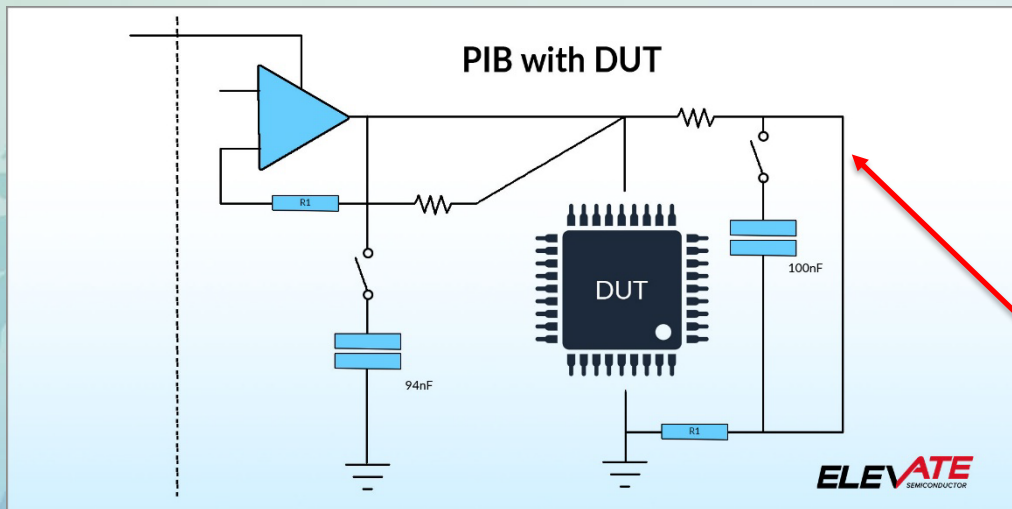 PIB with DUT
R1
DUT
100nF
94nF
R1
ELEVATE
SEMICONDUCTOR